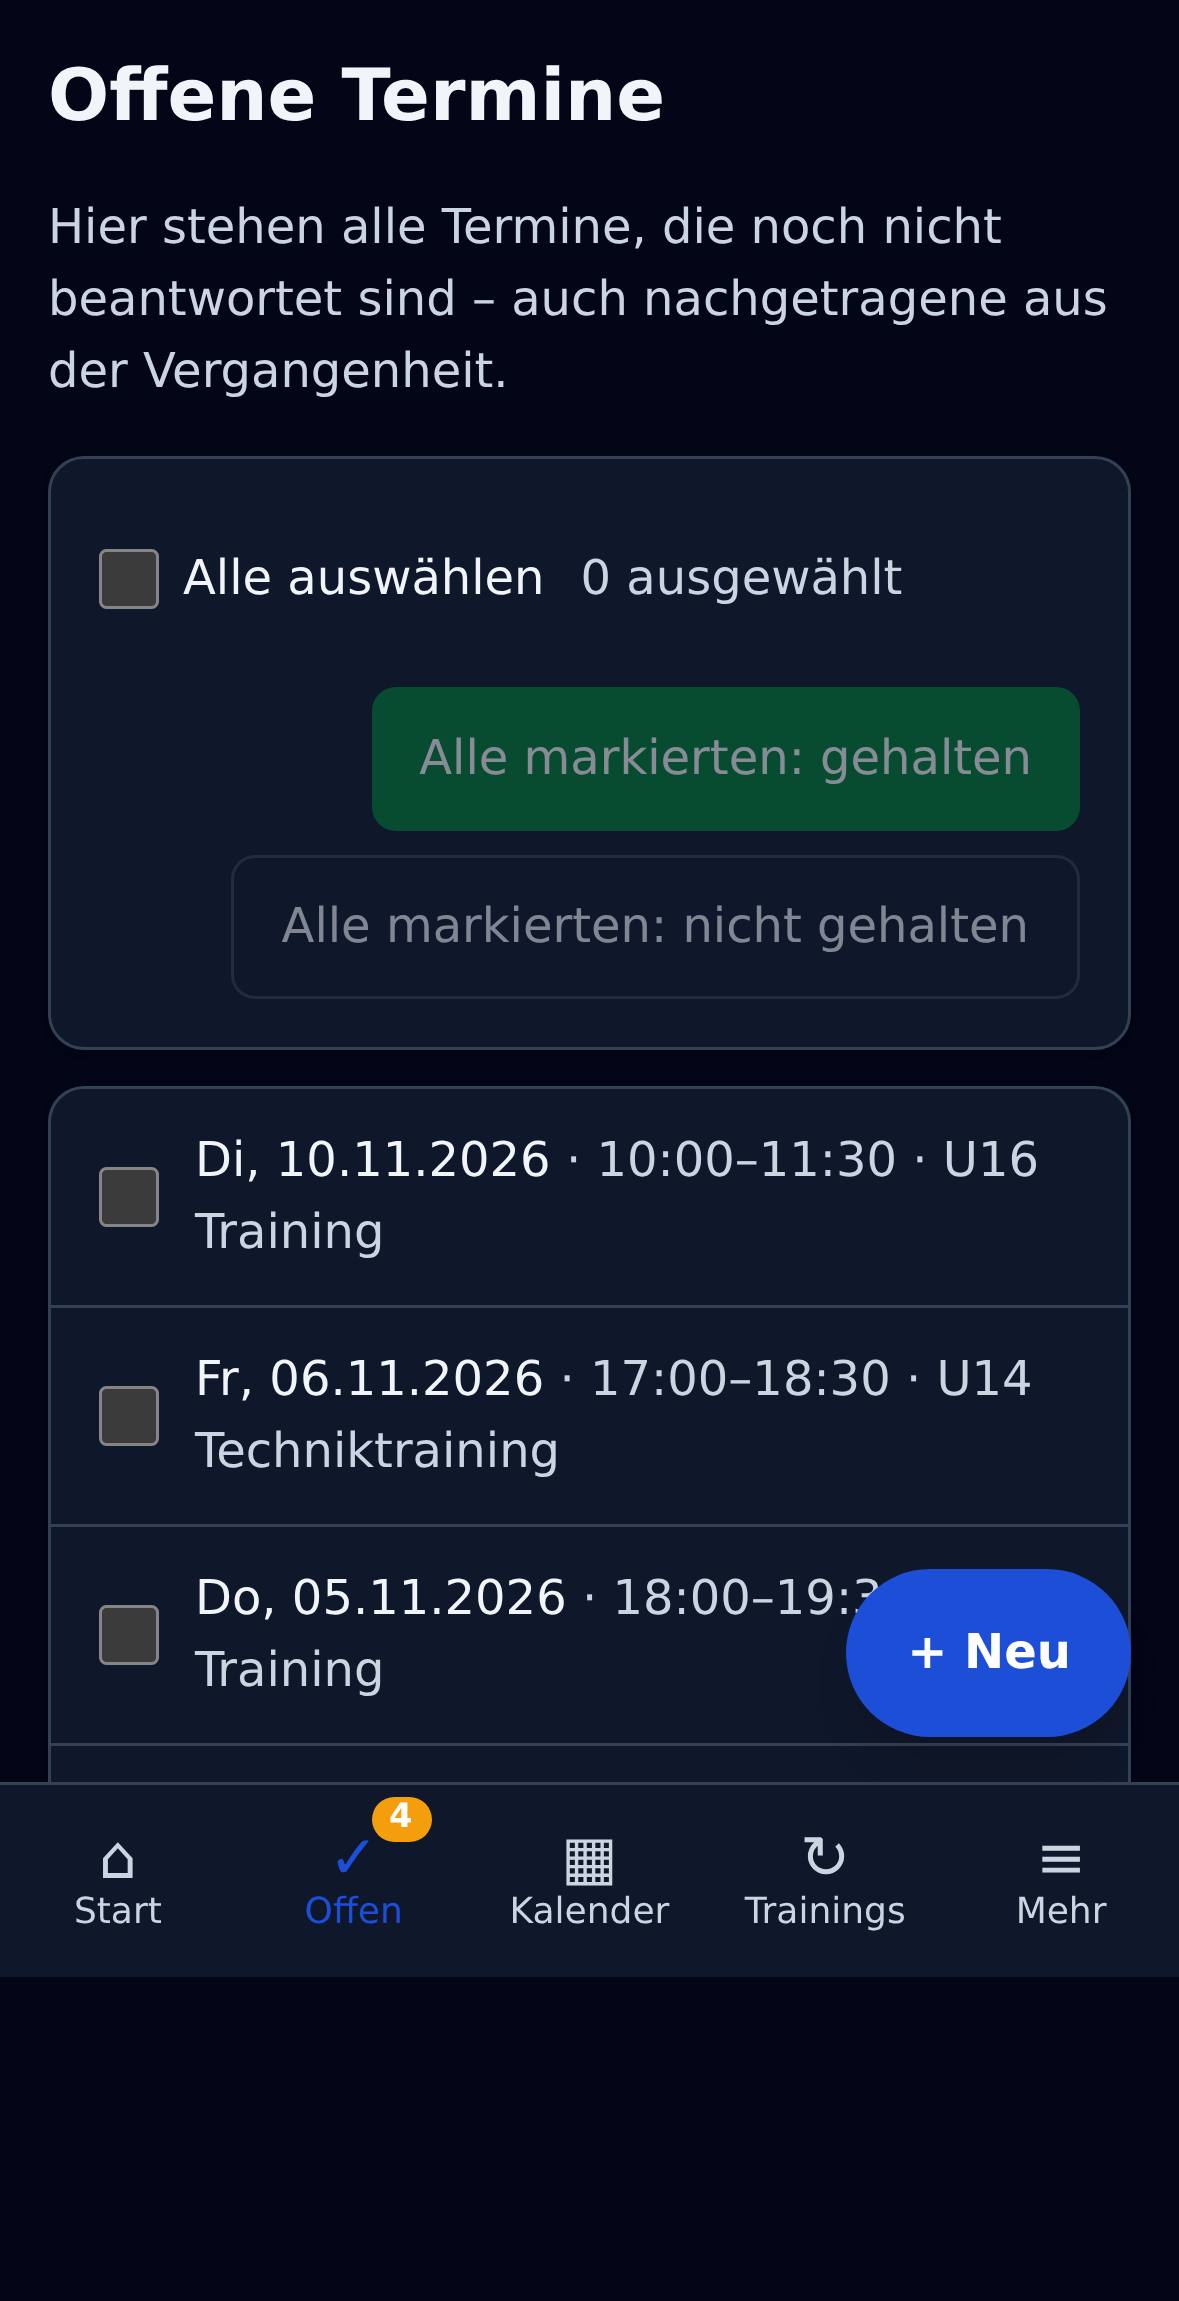 Offene Termine
Hier stehen alle Termine, die noch nicht
beantwortet sind – auch nachgetragene aus
der Vergangenheit.
Alle auswählen 0 ausgewählt
Alle markierten: gehalten
Alle markierten: nicht gehalten
Di, 10.11.2026 · 10:00–11:30 · U16
Training
Fr, 06.11.2026 · 17:00–18:30 · U14
Techniktraining
Do, 05.11.2026 · 18:00–19:3
Training
+ Neu
4
Start
Offen
Kalender
Trainings
Mehr